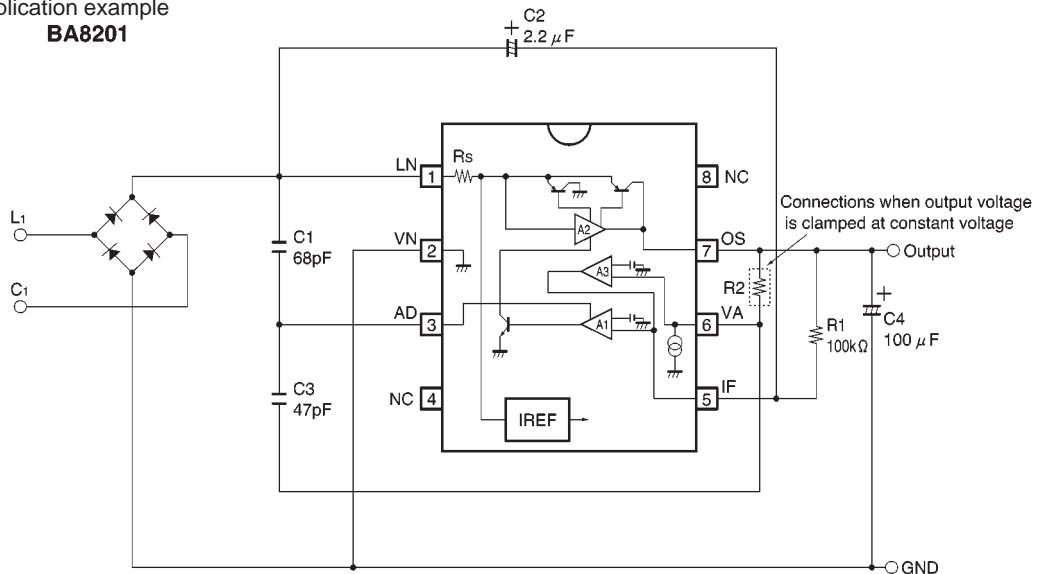 plication example
BA8201
C2
+
2.2 μF
LN
1
Rs
8
NC
Connections when output voltage
is clamped at constant voltage
L1
A2
C1
68pF
VN
2
7
OS
Output
A3
R2
+
C1
AD
3
A1
6
VA
R1
100kΩ
C4
100 μF
C3
47pF
NC
4
5
IF
IREF
GND